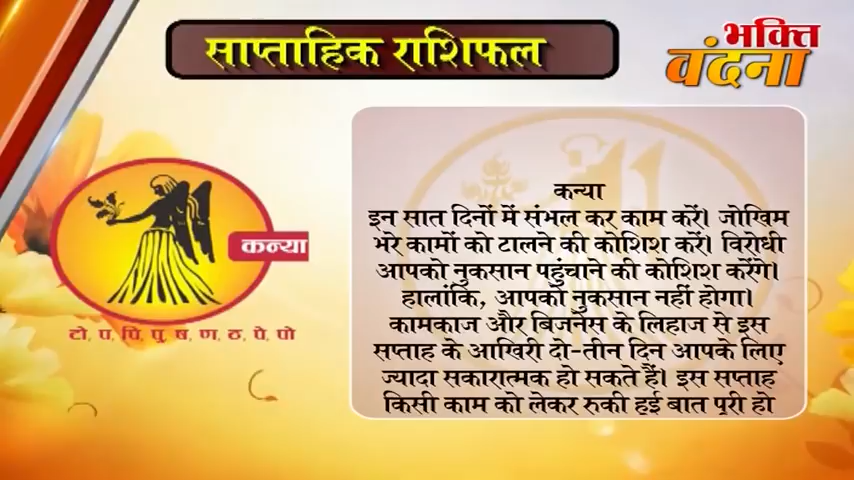 साप्ताहिक राशिफल
भक्ति
वंदना
कन्या
टो, प, पि, पु, ष, ण, ठ, पे, पो
कन्या
इन सात दिनों में संभल कर काम करें। जोखिम
भरे कामों को टालने की कोशिश करें। विरोधी
आपको नुकसान पहुंचाने की कोशिश करेंगे।
हालांकि, आपको नुकसान नहीं होगा।
कामकाज और बिजनेस के लिहाज से इस
सप्ताह के आखिरी दो-तीन दिन आपके लिए
ज्यादा सकारात्मक हो सकते हैं। इस सप्ताह
किसी काम को लेकर रुकी हुई बात पूरी हो